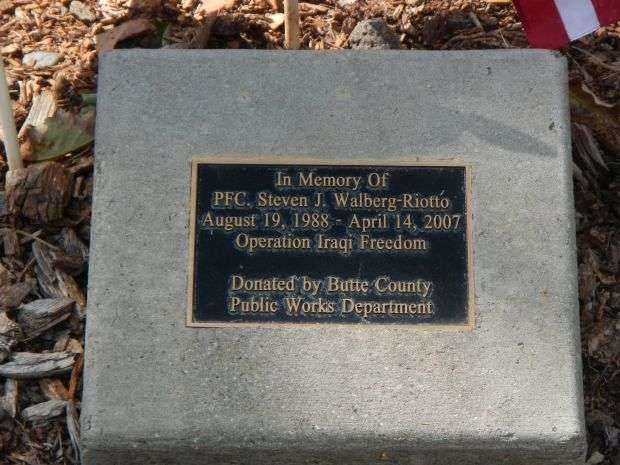 In Memory Of
PFC. Steven J. Walberg-Riotto
August 19, 1988 - April 14, 2007
Operation Iraqi Freedom
Donated by Butte County
Public Works Department